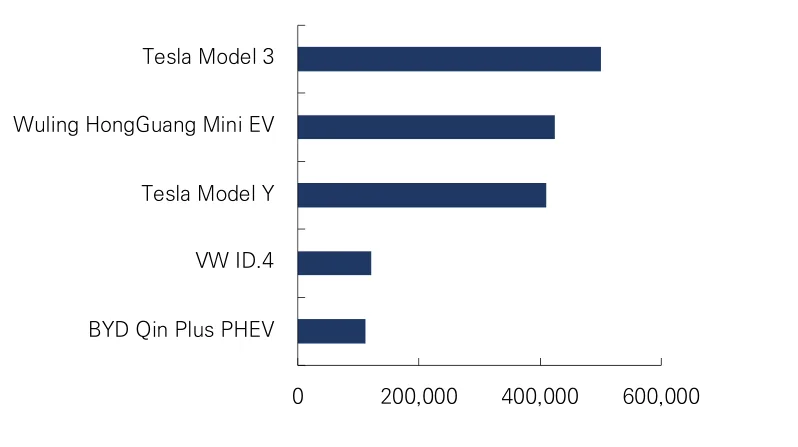 Tesla Model 3
Wuling HongGuang Mini EV
Tesla Model Y
VW ID.4
BYD Qin Plus PHEV
0 200,000 400,000 600,000